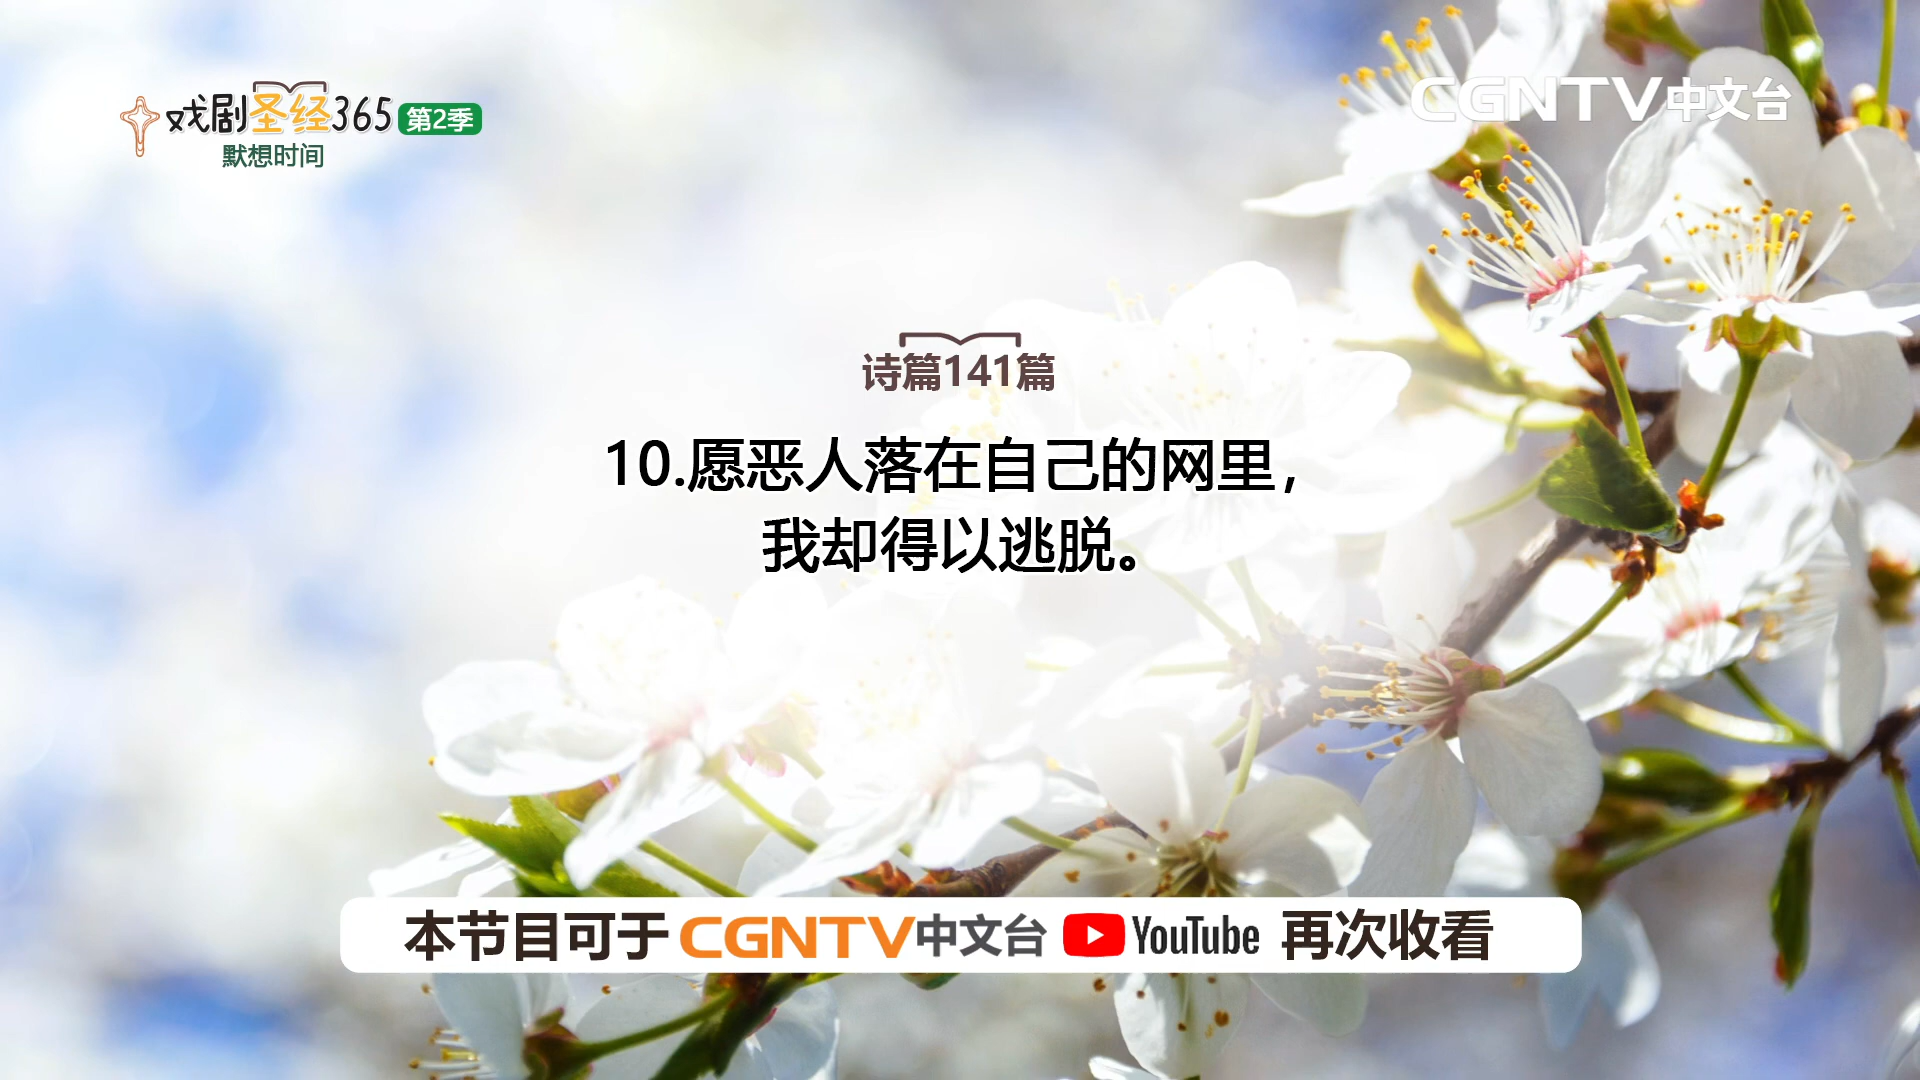 戏剧圣经365 第2季
默想时间
CGNTV中文台
诗篇141篇
10.愿恶人落在自己的网里，
我却得以逃脱。
本节目可于 CGNTV中文台 YouTube 再次收看